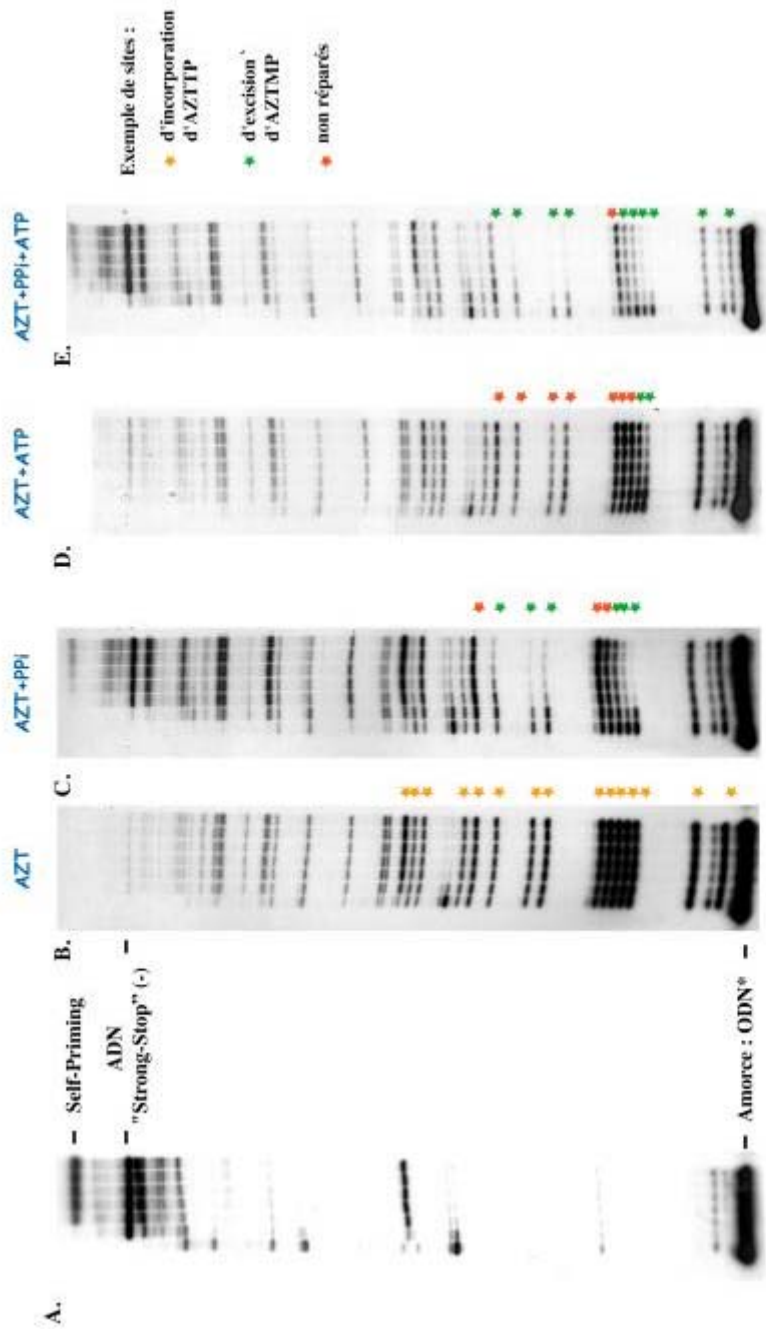 A.
- Self-Priming
ADN
- "Strong-Stop" (-)
- Amorce : ODN*
B.
AZT
C.
AZT+PPi
D.
AZT+ATP
E.
AZT+PPi+ATP
Exemple de sites :
d'incorporation
d'AZTTP
d'excision `
d'AZTMP
non réparés